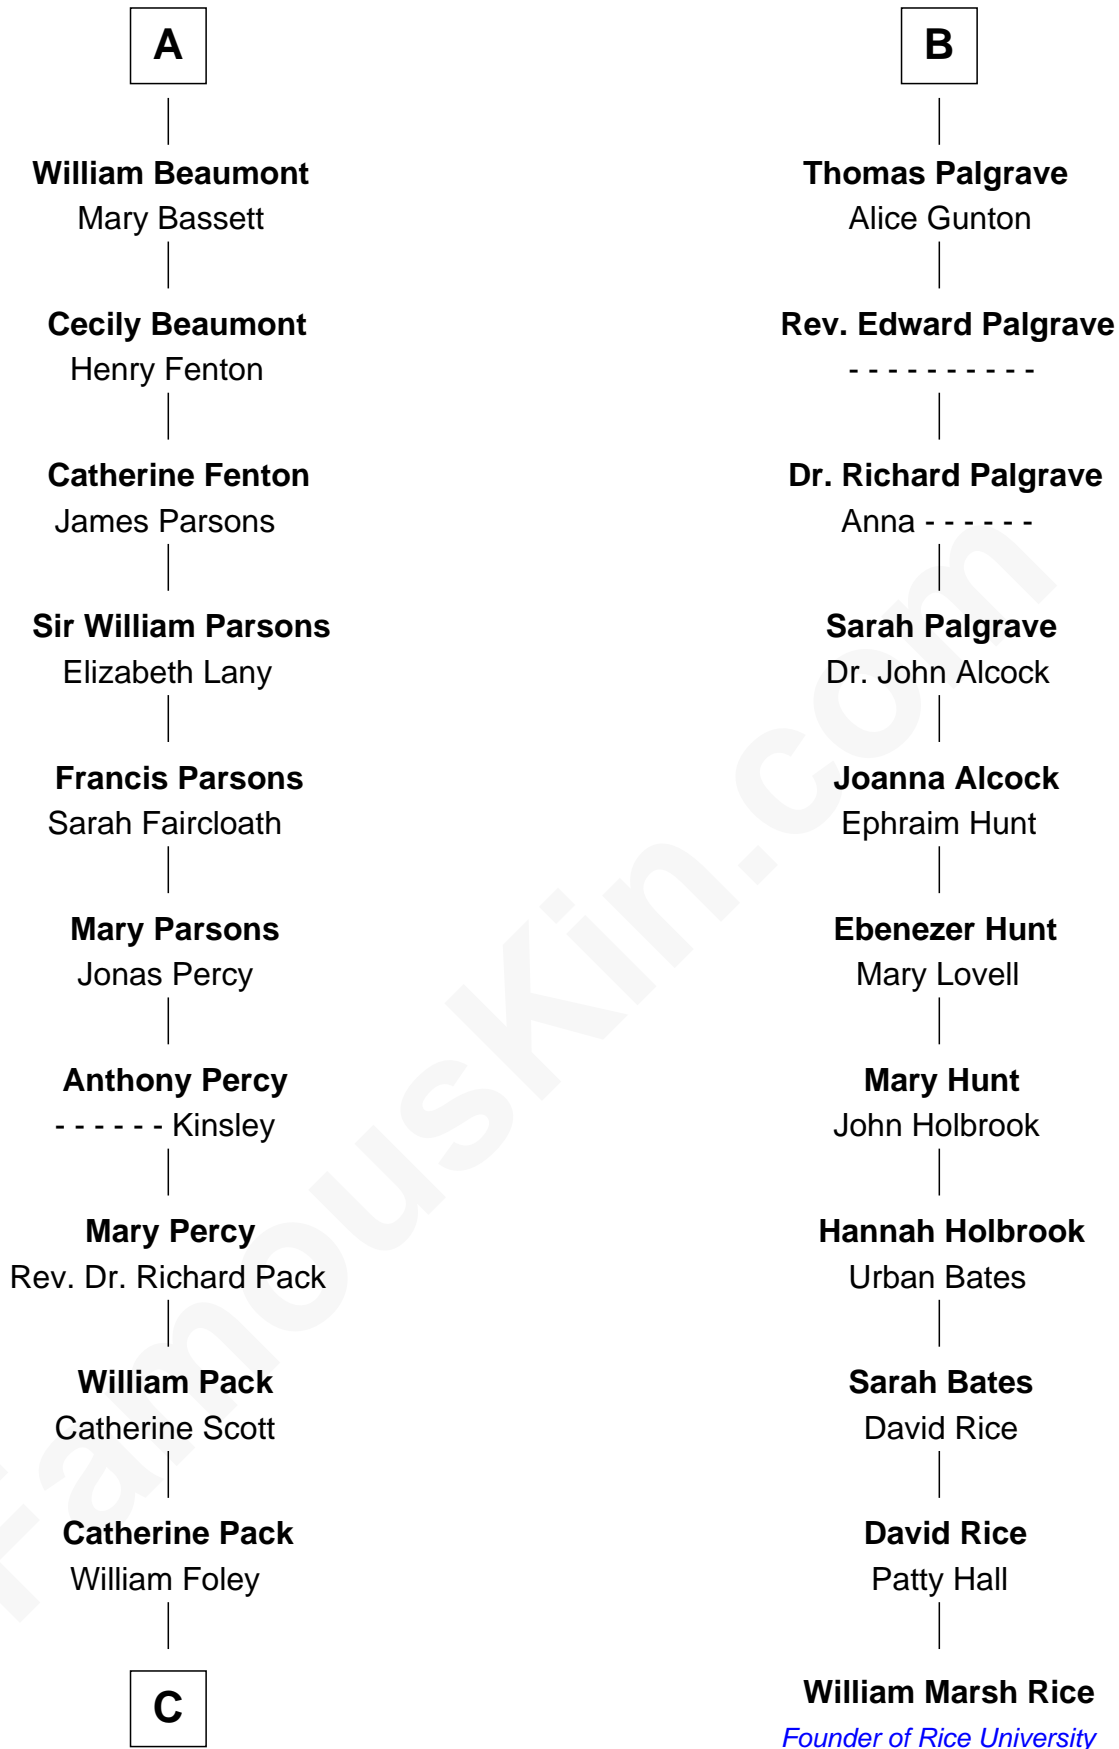 A
William Beaumont
Mary Bassett
Cecily Beaumont
Henry Fenton
Catherine Fenton
James Parsons
Sir William Parsons
Elizabeth Lany
Francis Parsons
Sarah Faircloath
Mary Parsons
Jonas Percy
Anthony Percy
- - - - - - Kinsley
Mary Percy
Rev. Dr. Richard Pack
William Pack
Catherine Scott
Catherine Pack
William Foley
C
B
Thomas Palgrave
Alice Gunton
Rev. Edward Palgrave
- - - - - - - - - -
Dr. Richard Palgrave
Anna - - - - - -
Sarah Palgrave
Dr. John Alcock
Joanna Alcock
Ephraim Hunt
Ebenezer Hunt
Mary Lovell
Mary Hunt
John Holbrook
Hannah Holbrook
Urban Bates
Sarah Bates
David Rice
David Rice
Patty Hall
William Marsh Rice
Founder of Rice University
FamousKin.com